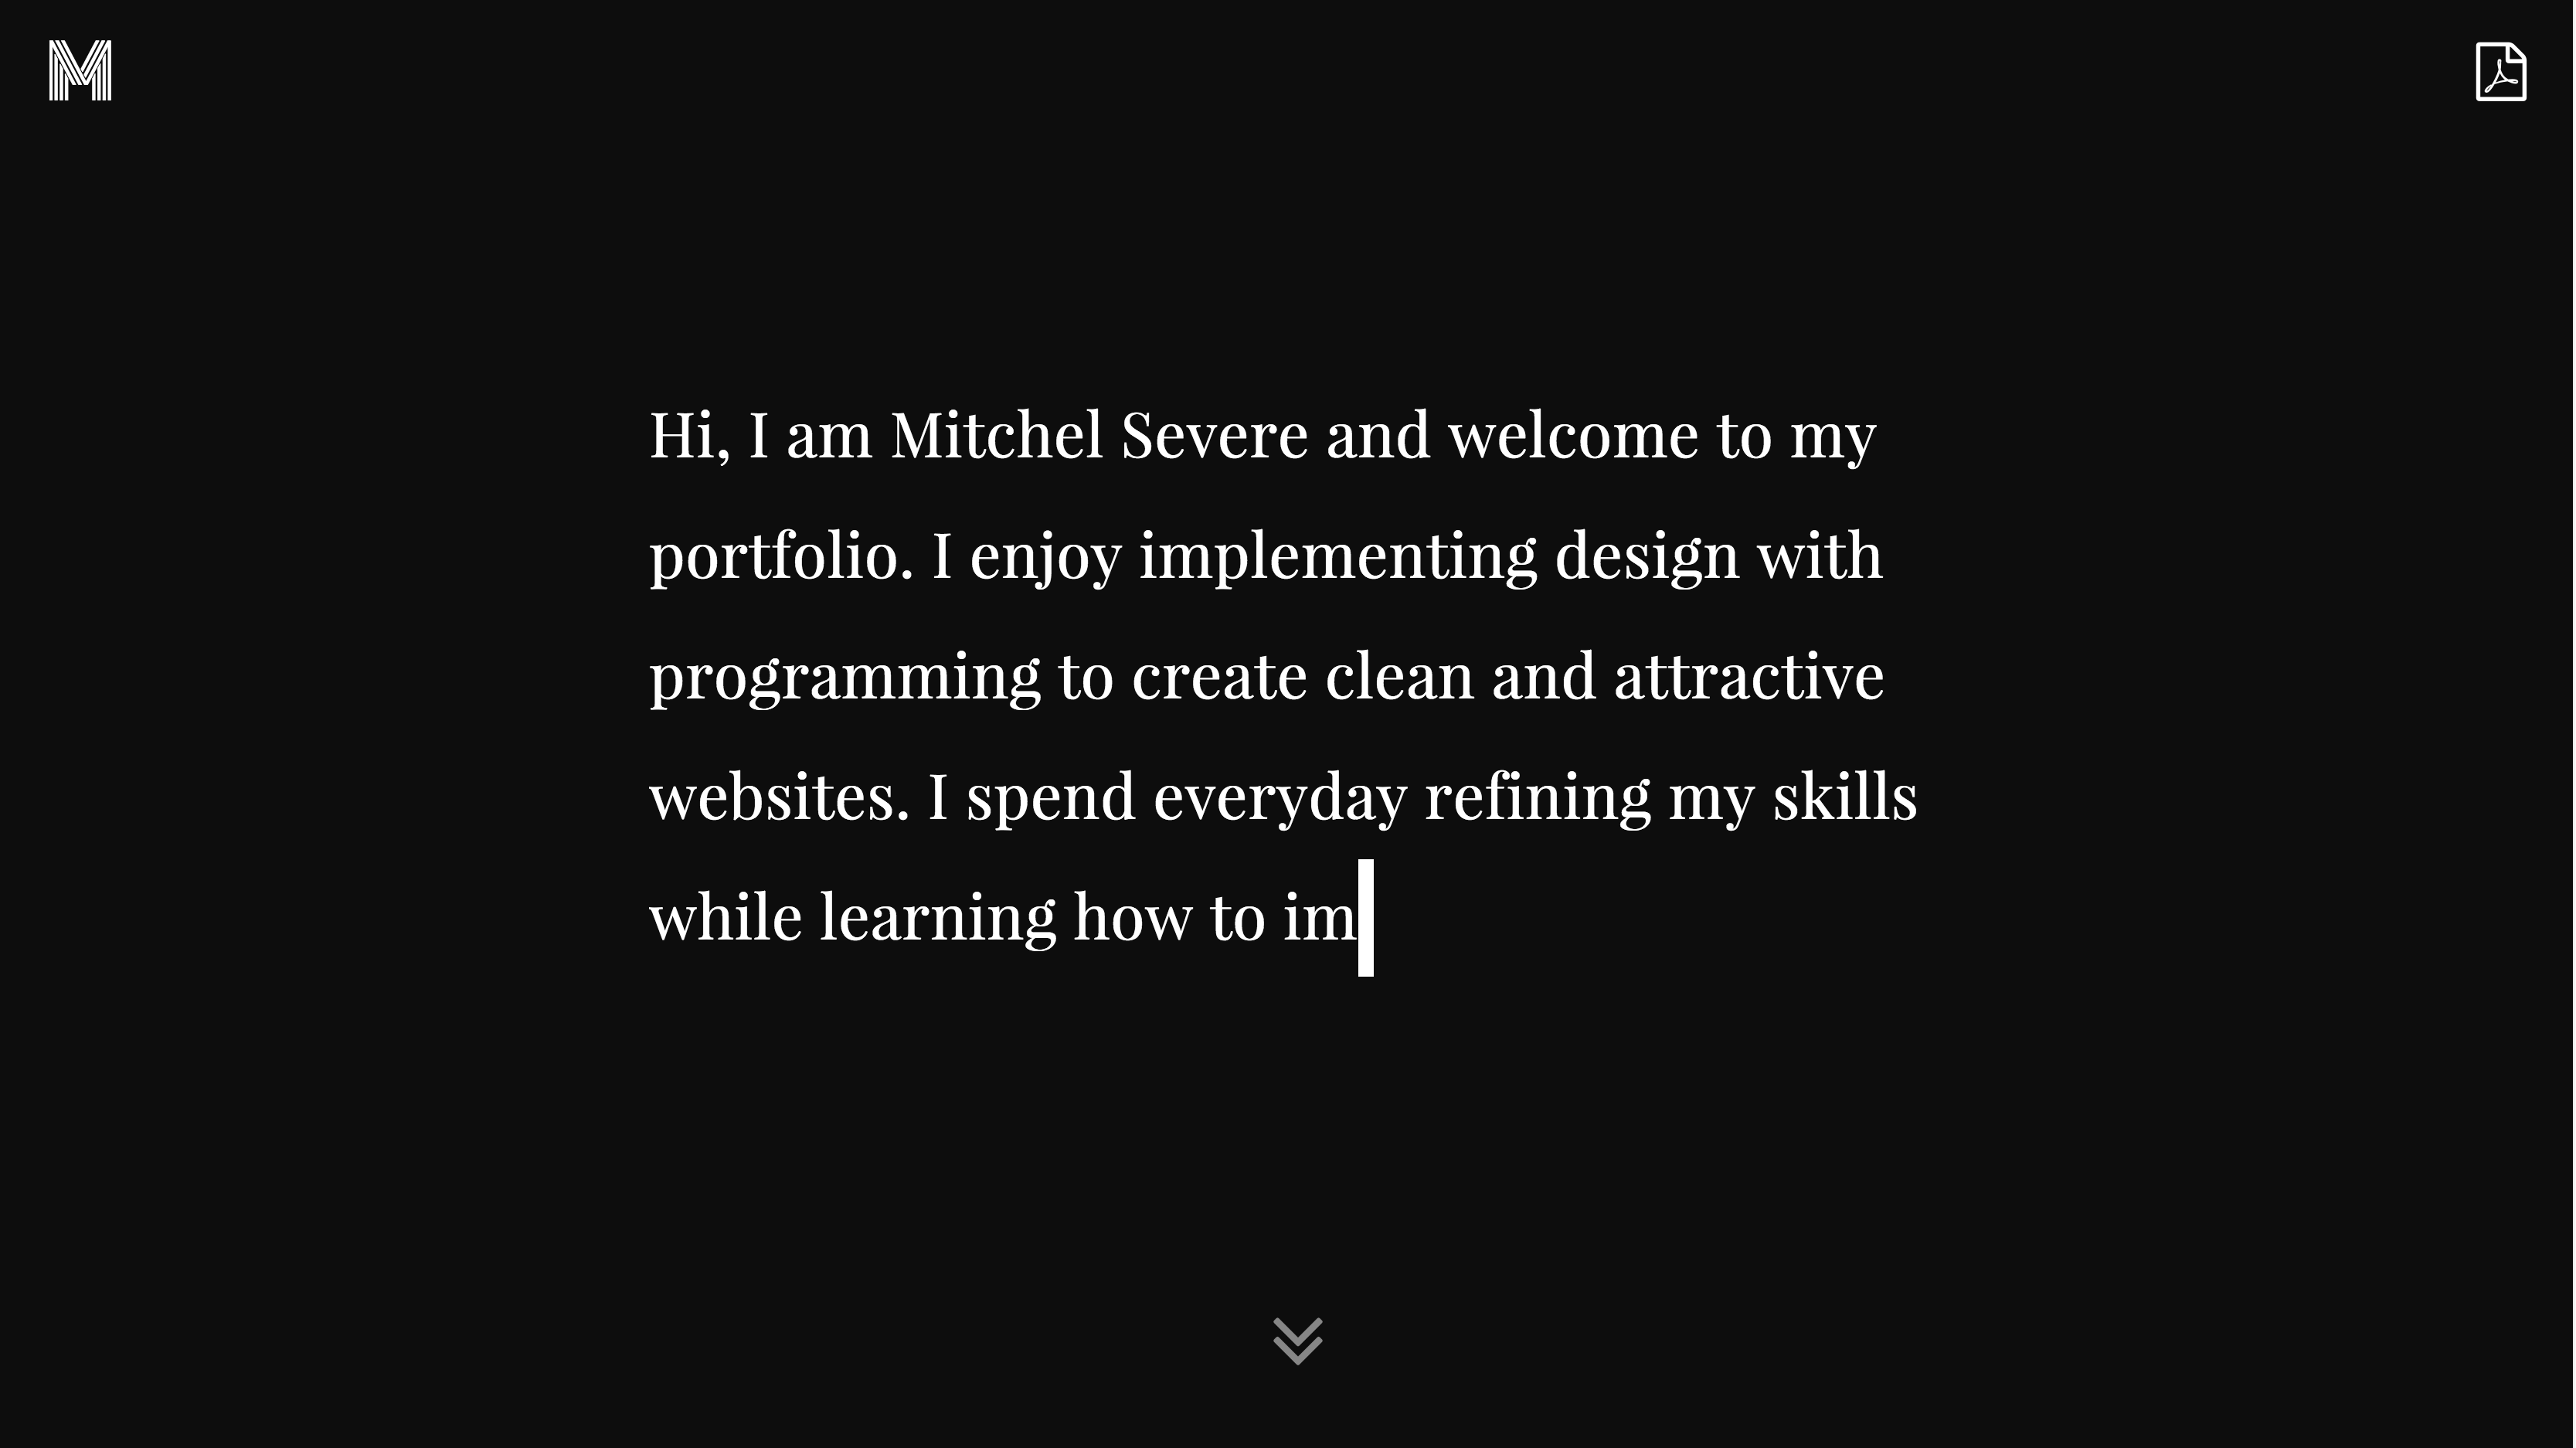 M
Hi, I am Mitchel Severe and welcome to my
portfolio. I enjoy implementing design with
programming to create clean and attractive
websites. I spend everyday refining my skills
while learning how to im